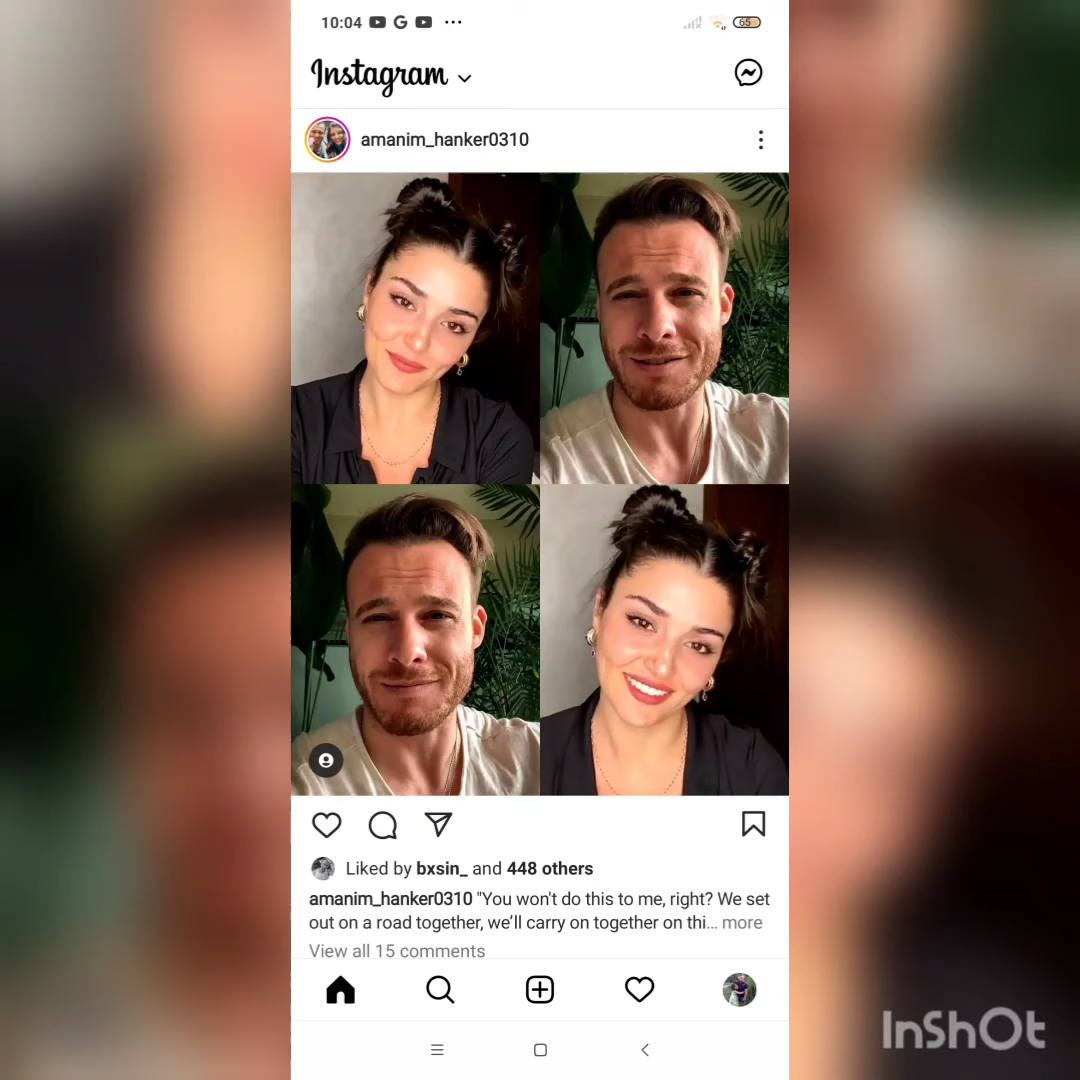 10:04 G ... 65
Instagram
amanim_hanker0310
Liked by bxsin_ and 448 others
amanim_hanker0310 "You won't do this to me, right? We set
out on a road together, we’ll carry on together on thi... more
View all 15 comments
InShOt